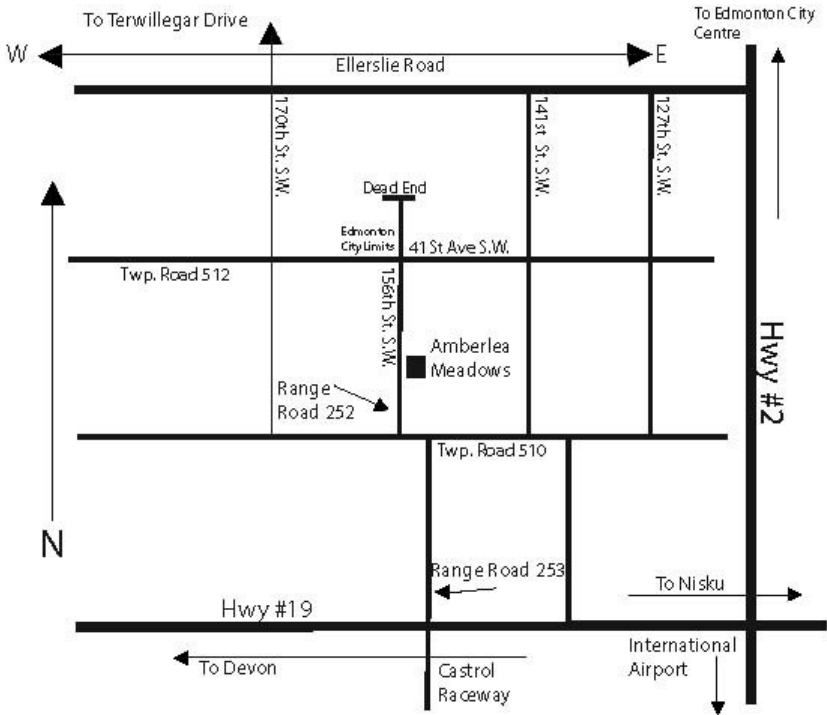 To Edmonton City
Centre
To Terwillegar Drive
W
E
Ellerslie Road
170th St. S.W.
141st St. S.W.
127th St. S.W.
Dead End
Edmonton
City Limits
41 St Ave S.W.
Twp. Road 512
156th St. S.W.
Amberlea
Meadows
Hwy #2
Range
Road 252
Twp. Road 510
N
Range Road 253
To Nisku
Hwy #19
International
Airport
To Devon
Castrol
Raceway